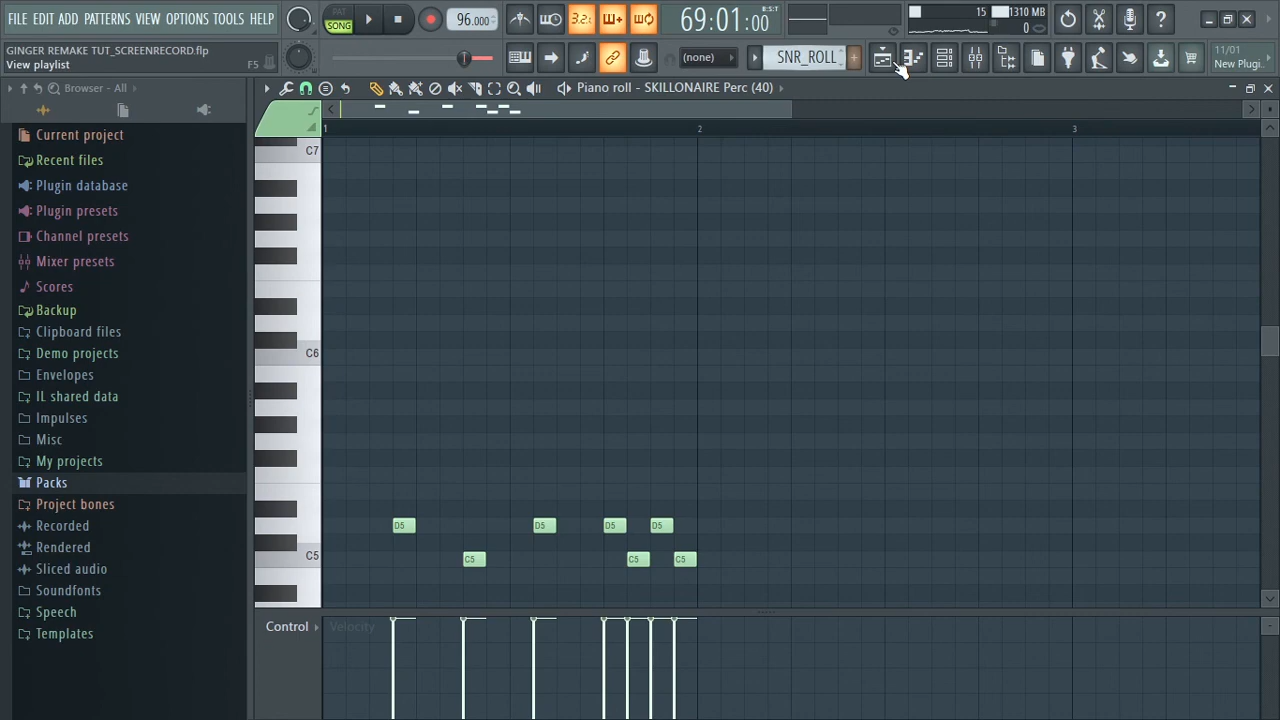 FILE EDIT ADD PATTERNS VIEW OPTIONS TOOLS HELP
PAT
SONG
96.000
3.2.
69:01:00
B:S:T
15
1310 MB
0
GINGER REMAKE TUT_SCREENRECORD.flp
View playlist
F5
(none)
SNR_ROLL
11/01
New Plugi..
Browser - All
Piano roll - SKILLONAIRE Perc (40)
1
2
3
Current project
Recent files
Plugin database
Plugin presets
Channel presets
Mixer presets
Scores
Backup
Clipboard files
Demo projects
Envelopes
IL shared data
Impulses
Misc
My projects
Packs
Project bones
Recorded
Rendered
Sliced audio
Soundfonts
Speech
Templates
C7
C6
C5
D5
D5
D5
D5
C5
C5
C5
Control
Velocity